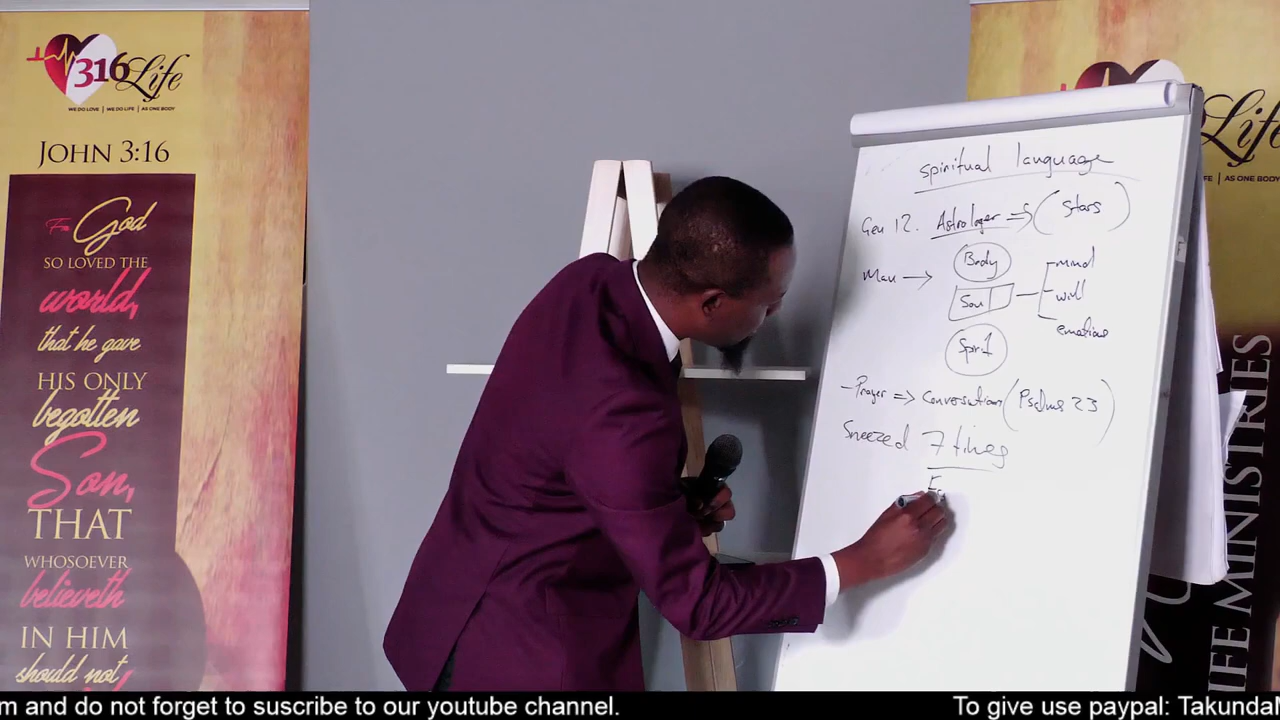 316 Life
WE DO LOVE | WE DO LIFE | AS ONE BODY
JOHN 3:16
For God
SO LOVED THE
world,
that he gave
HIS ONLY
begotten
Son,
THAT
WHOSOEVER
believeth
IN HIM
should not
spiritual language
Gen 12. Astrologer => (Stars)
Man → Body
Soul
mind
will
emotions
Spirit
-Prayer => Conversation (Psalms 23)
Sneezed 7 times
Life
FE | AS ONE BODY
LIFE MINISTRIES
m and do not forget to suscribe to our youtube channel.
To give use paypal: Takunda